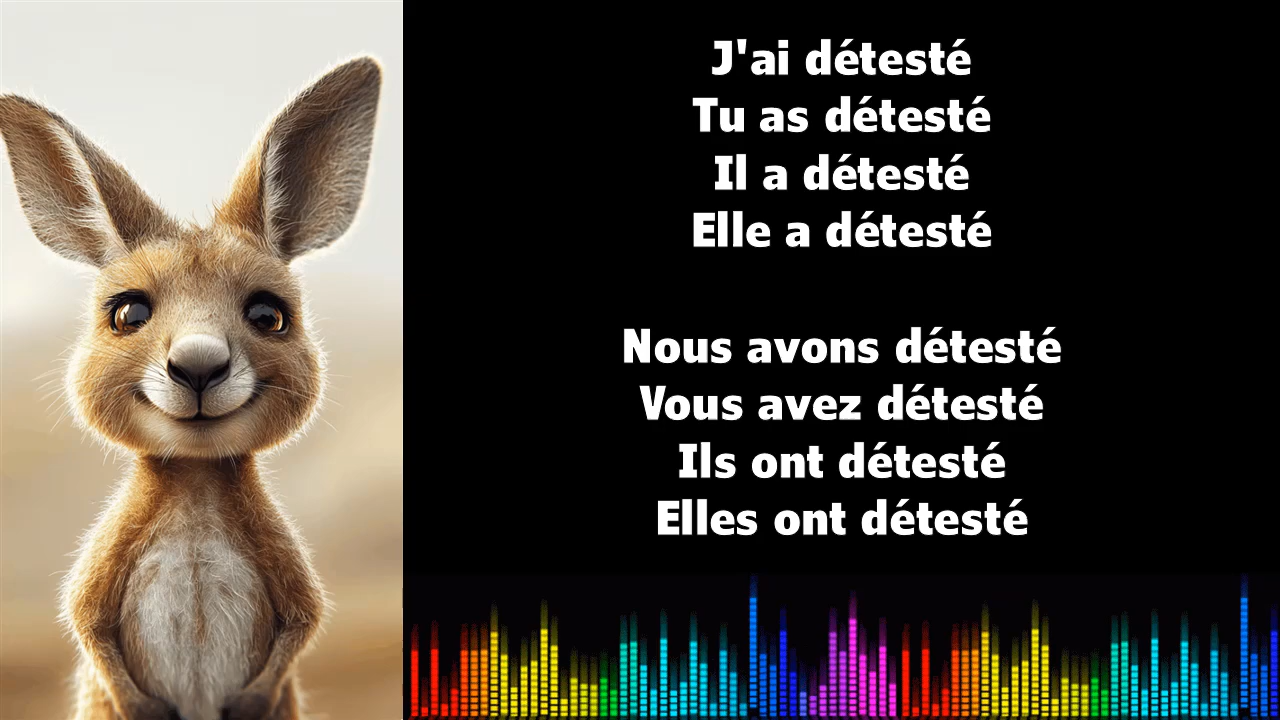 J'ai détesté
Tu as détesté
Il a détesté
Elle a détesté
Nous avons détesté
Vous avez détesté
Ils ont détesté
Elles ont détesté